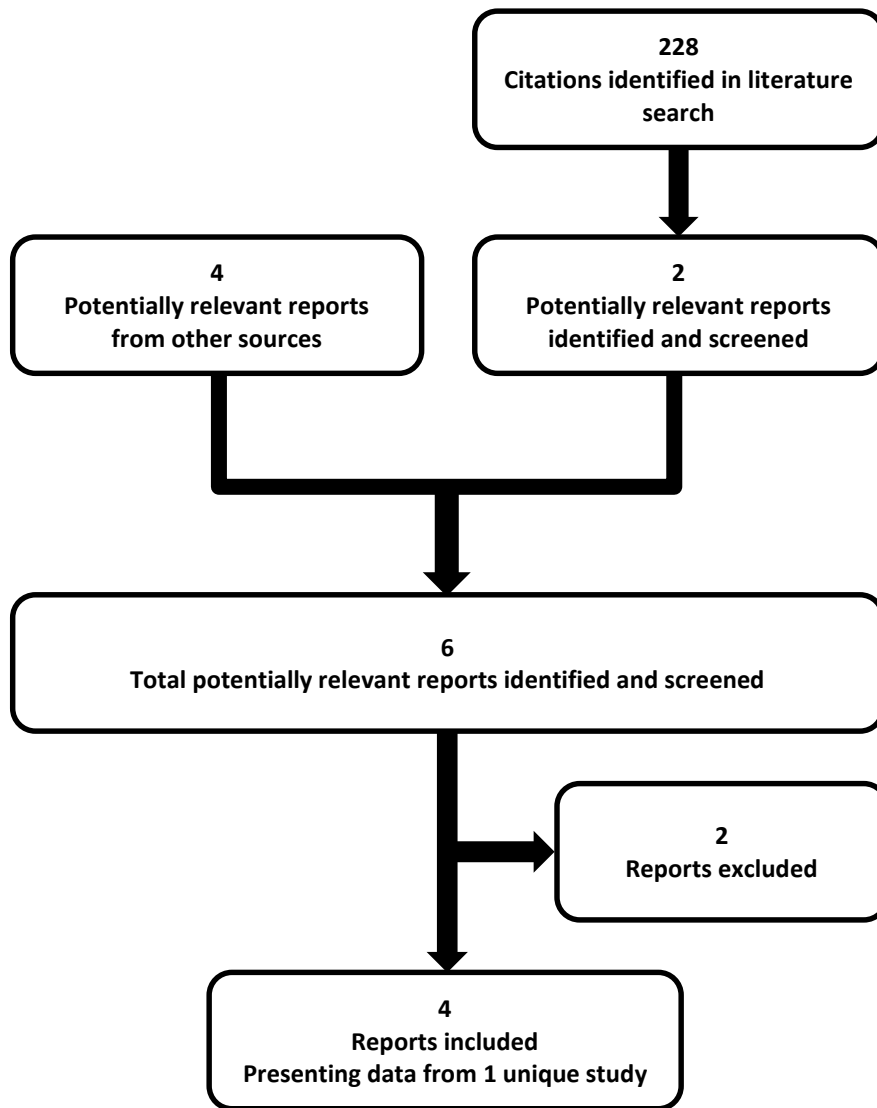 228
Citations identified in literature
search
4
Potentially relevant reports
from other sources
2
Potentially relevant reports
identified and screened
6
Total potentially relevant reports identified and screened
2
Reports excluded
4
Reports included
Presenting data from 1 unique study